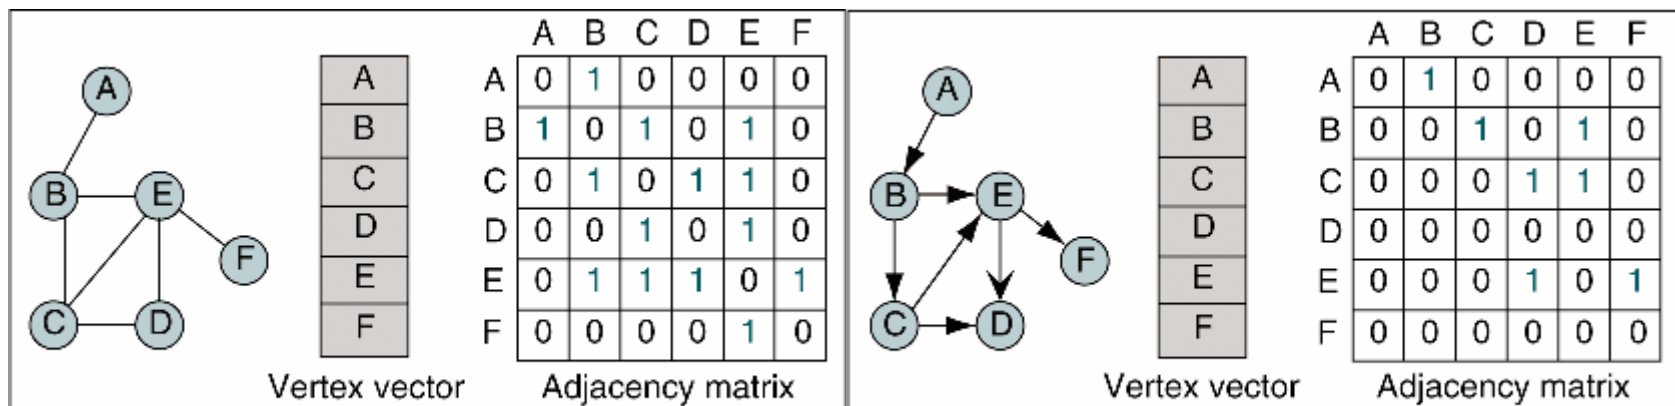 A B C D E F
A 0 1 0 0 0 0
B 1 0 1 0 1 0
C 0 1 0 1 1 0
D 0 0 1 0 1 0
E 0 1 1 1 0 1
F 0 0 0 0 1 0
A
B E
F
C D
A
B
C
D
E
F
Vertex vector Adjacency matrix
A B C D E F
A 0 1 0 0 0 0
B 0 0 1 0 1 0
C 0 0 0 1 1 0
D 0 0 0 0 0 0
E 0 0 0 1 0 1
F 0 0 0 0 0 0
A
B E
F
C D
A
B
C
D
E
F
Vertex vector Adjacency matrix